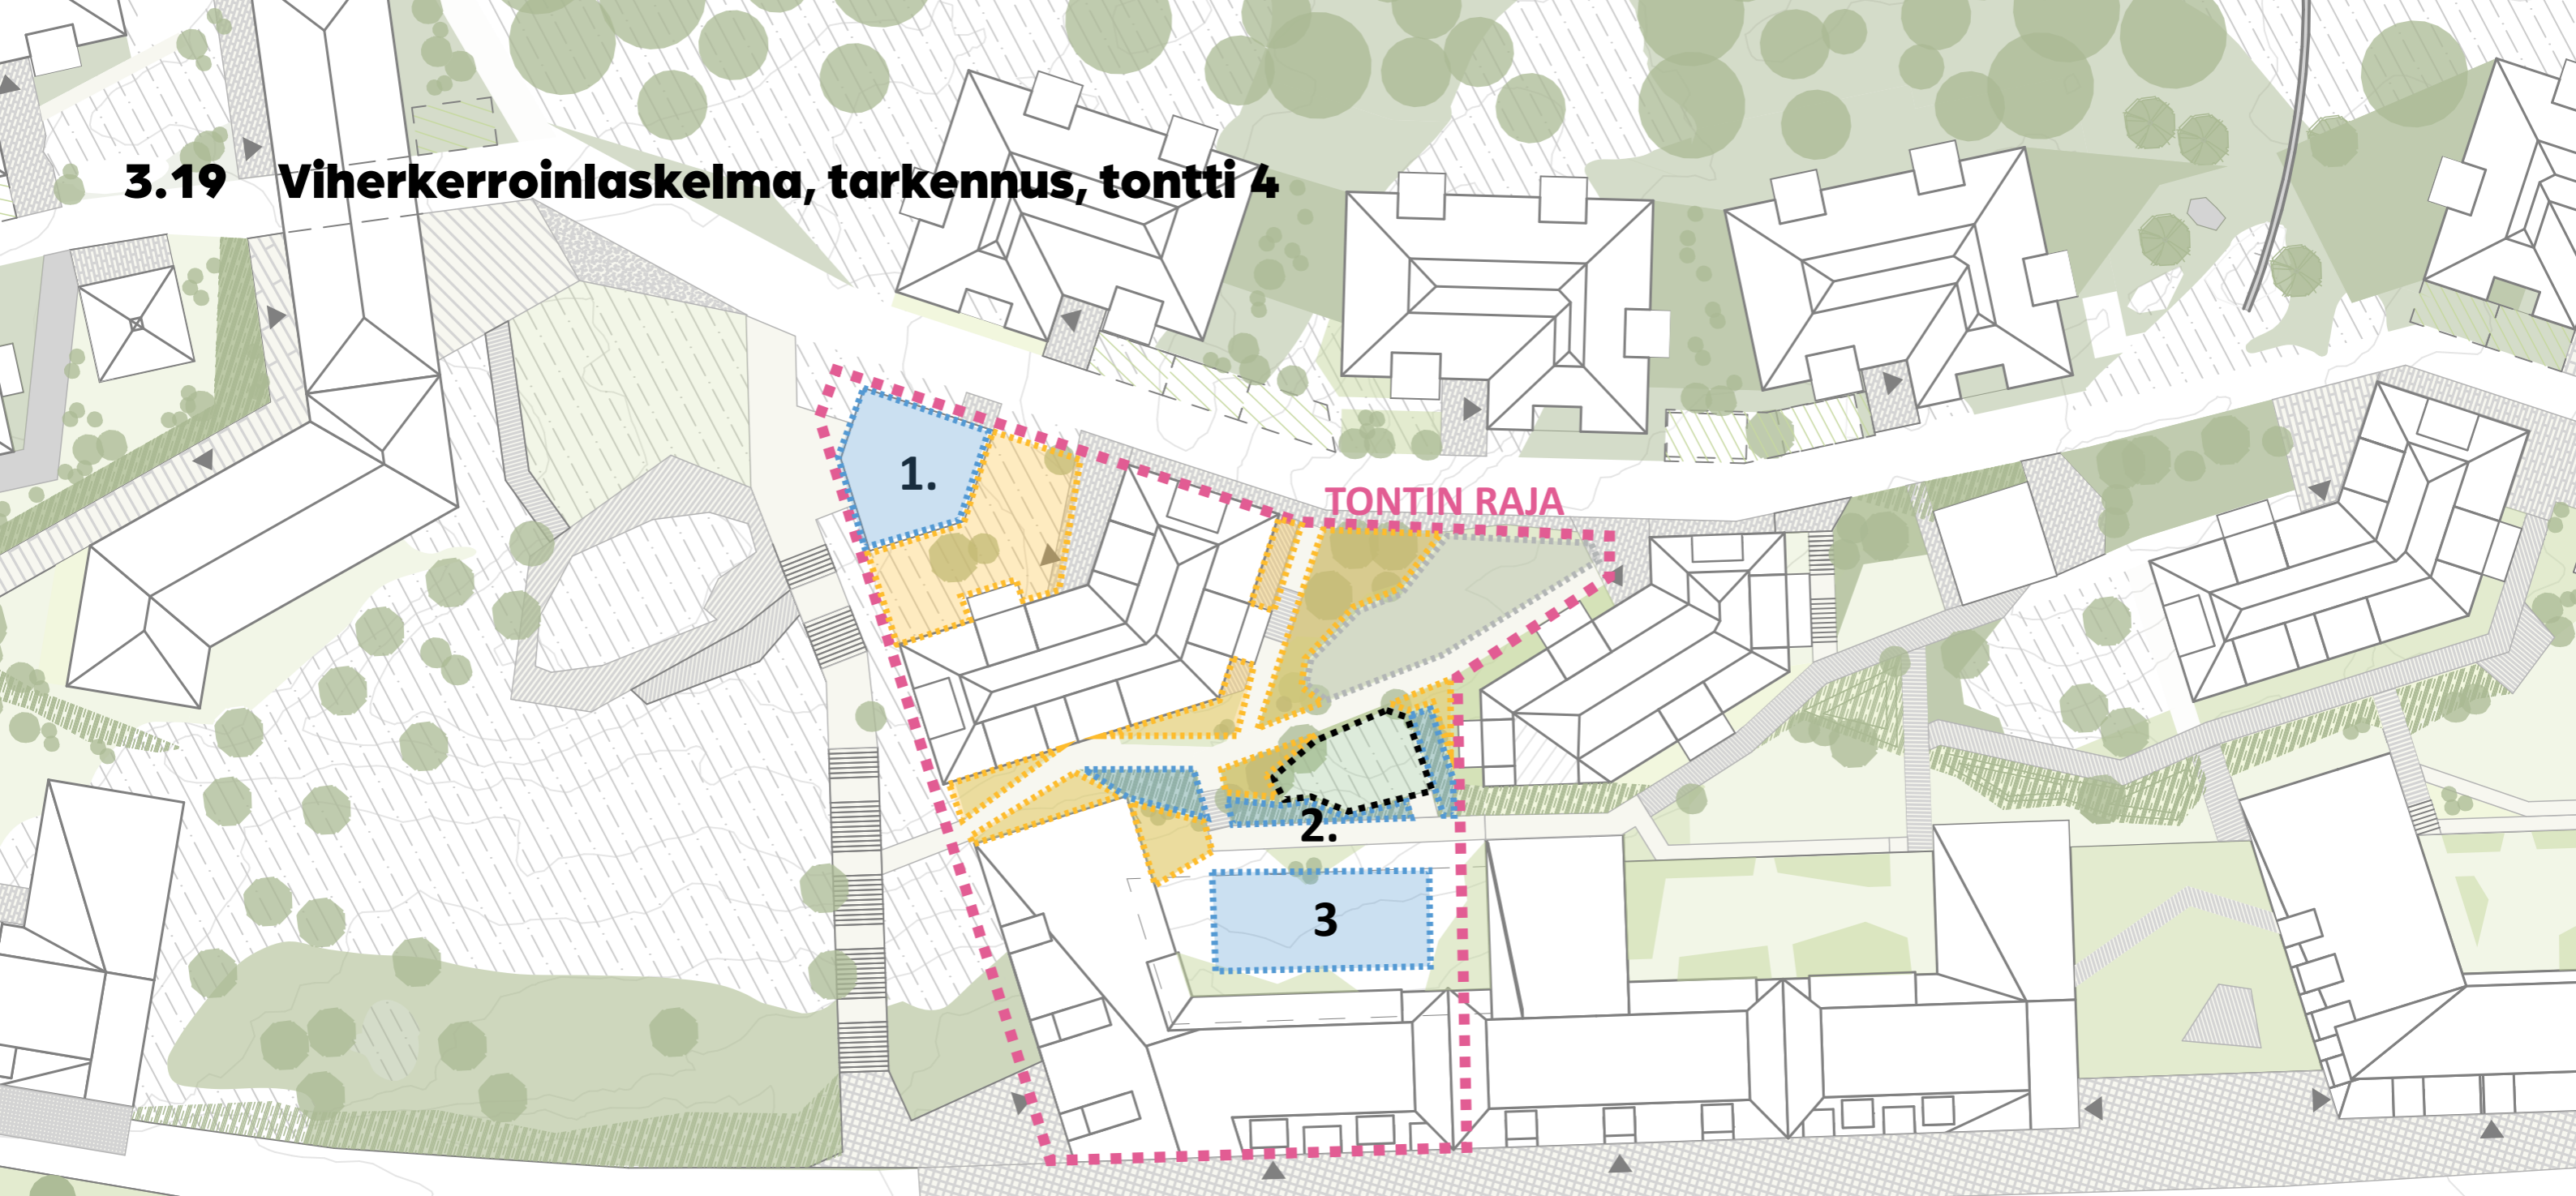 3.19 Viherkerroinlaskelma, tarkennus, tontti 4
1.
TONTIN RAJA
2.
3